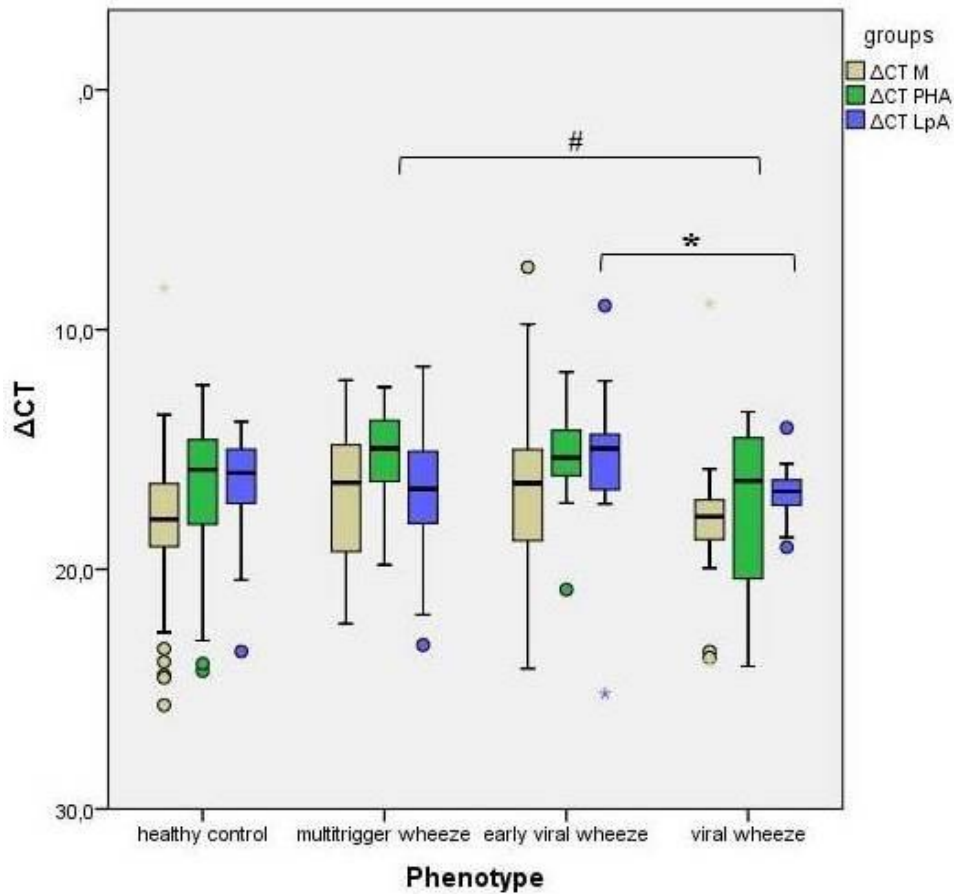 groups
ΔCT M
ΔCT PHA
ΔCT LpA
,0
#
*
10,0
ΔCT
20,0
*
30,0
healthy control
multitrigger wheeze
early viral wheeze
viral wheeze
Phenotype